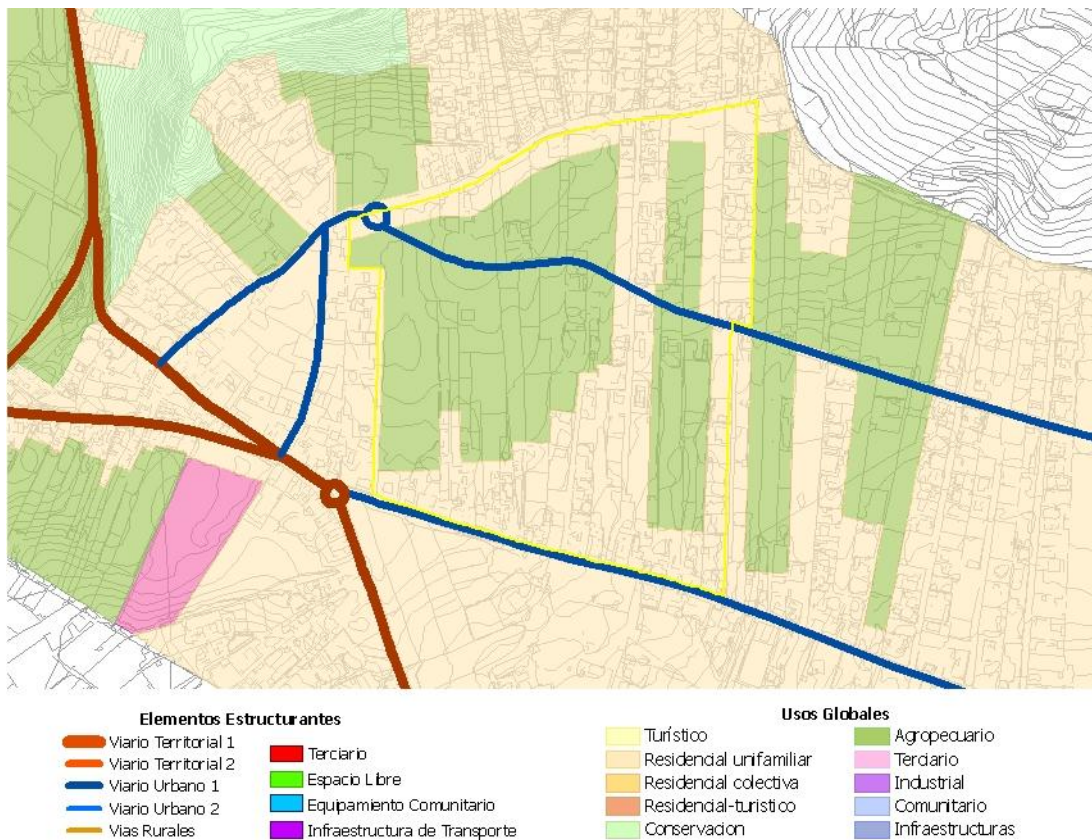 Elementos Estructurantes
Viario Territorial 1
Viario Territorial 2
Viario Urbano 1
Viario Urbano 2
Vias Rurales
Terciario
Espacio Libre
Equipamiento Comunitario
Infraestructura de Transporte
Usos Globales
Turístico
Residencial unifamiliar
Residencial colectiva
Residencial-turistico
Conservacion
Agropecuario
Terciario
Industrial
Comunitario
Infraestructuras